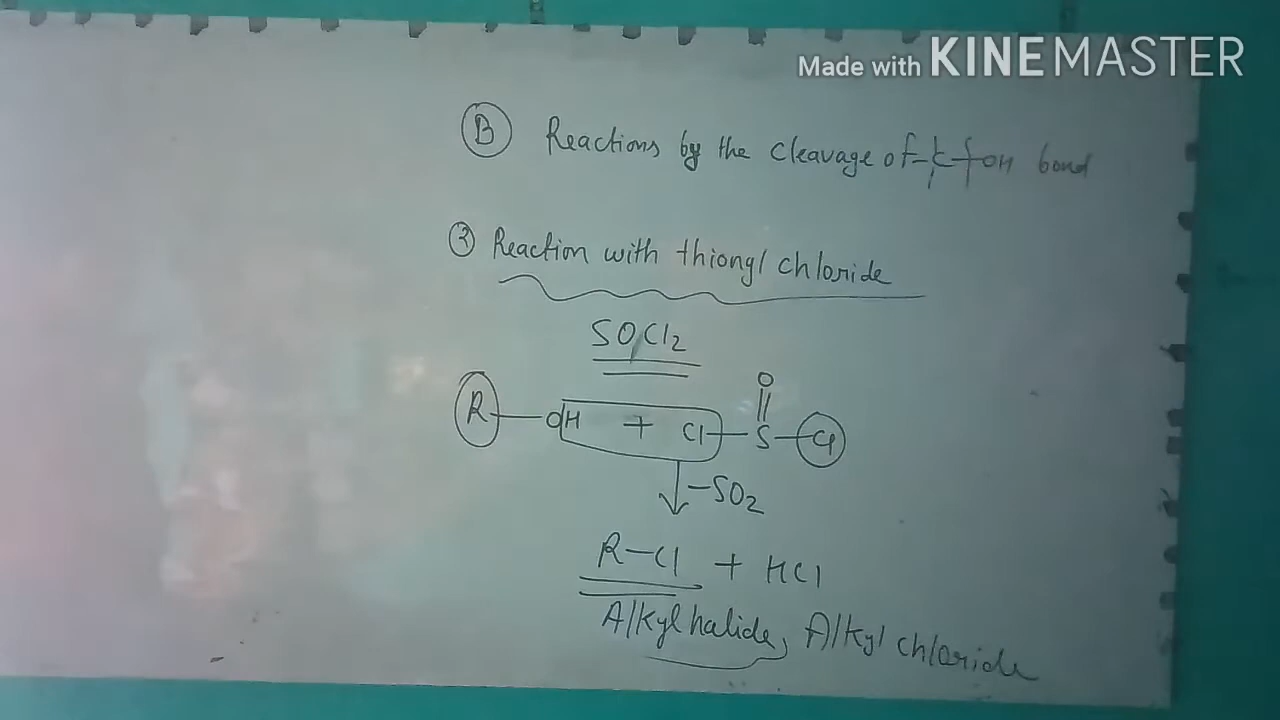 Made with KINEMASTER
Ⓑ Reactions by the cleavage of -C-OH bond
③ Reaction with thionyl chloride
SOCl₂
O
R-OH + Cl-S-Cl
-SO₂
R-Cl + HCl
Alkyl halide, Alkyl chloride